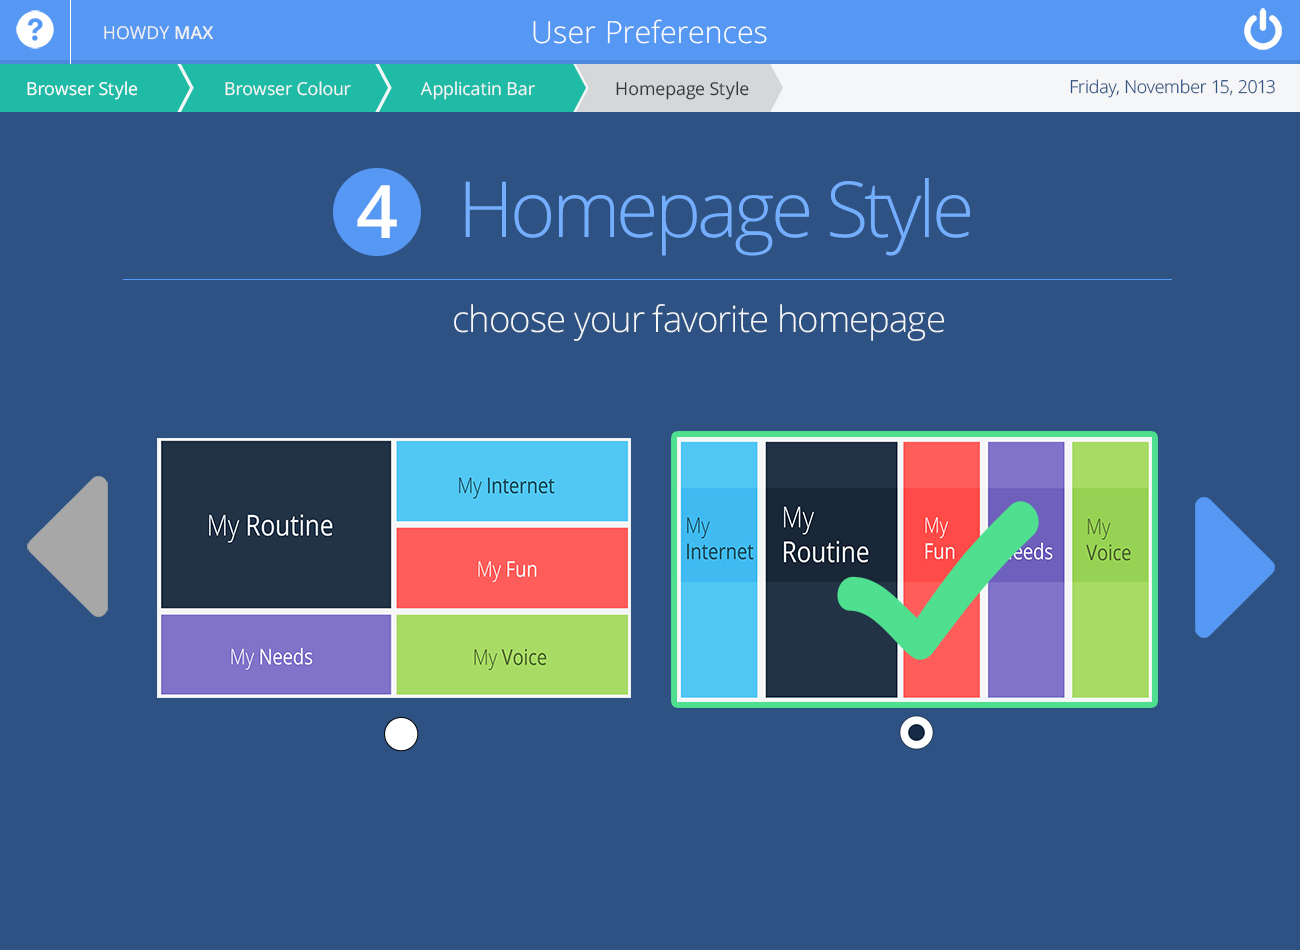 ?
HOWDY MAX
User Preferences
Browser Style
Browser Colour
Applicatin Bar
Homepage Style
Friday, November 15, 2013
4
Homepage Style
choose your favorite homepage
My Routine
My Internet
My Fun
My Needs
My Voice
My
Internet
My
Routine
My
Fun
My
Voice